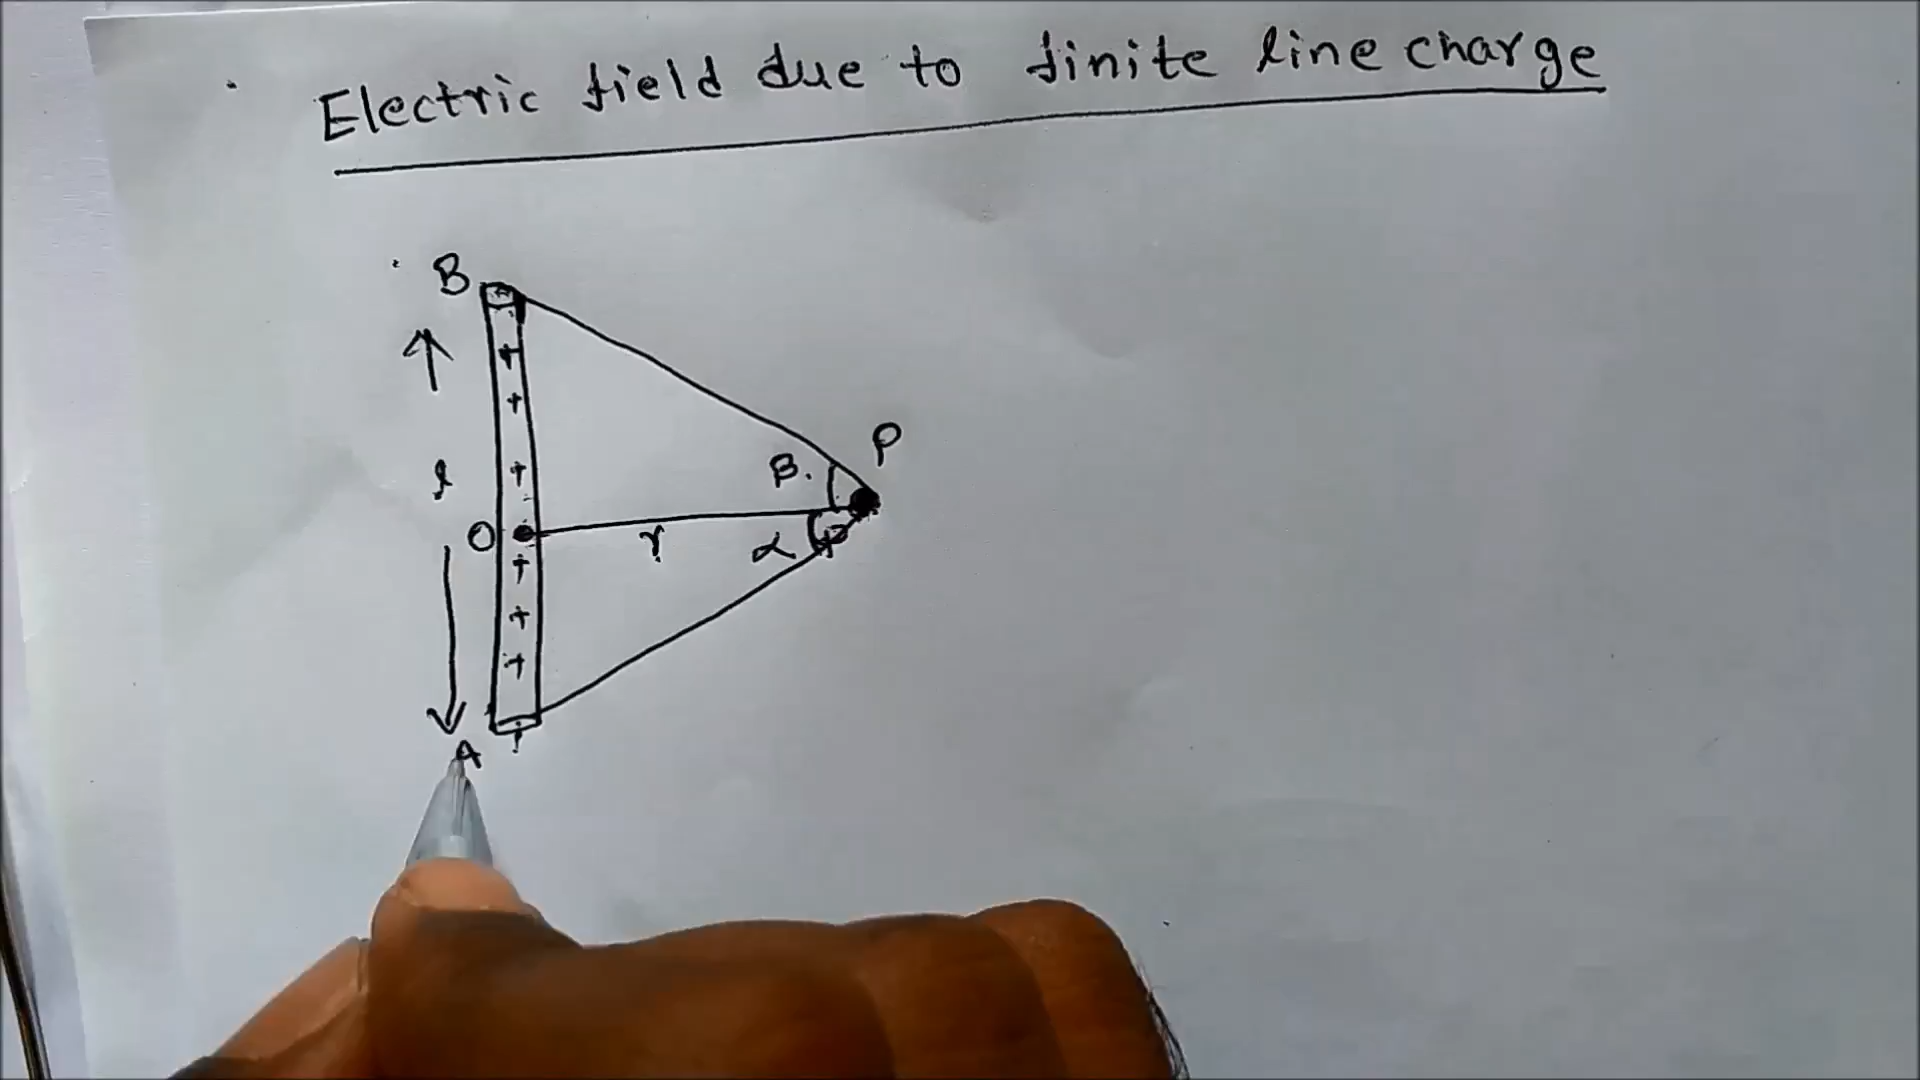 Electric field due to finite line charge
B
P
β.
l
O
r
α
A